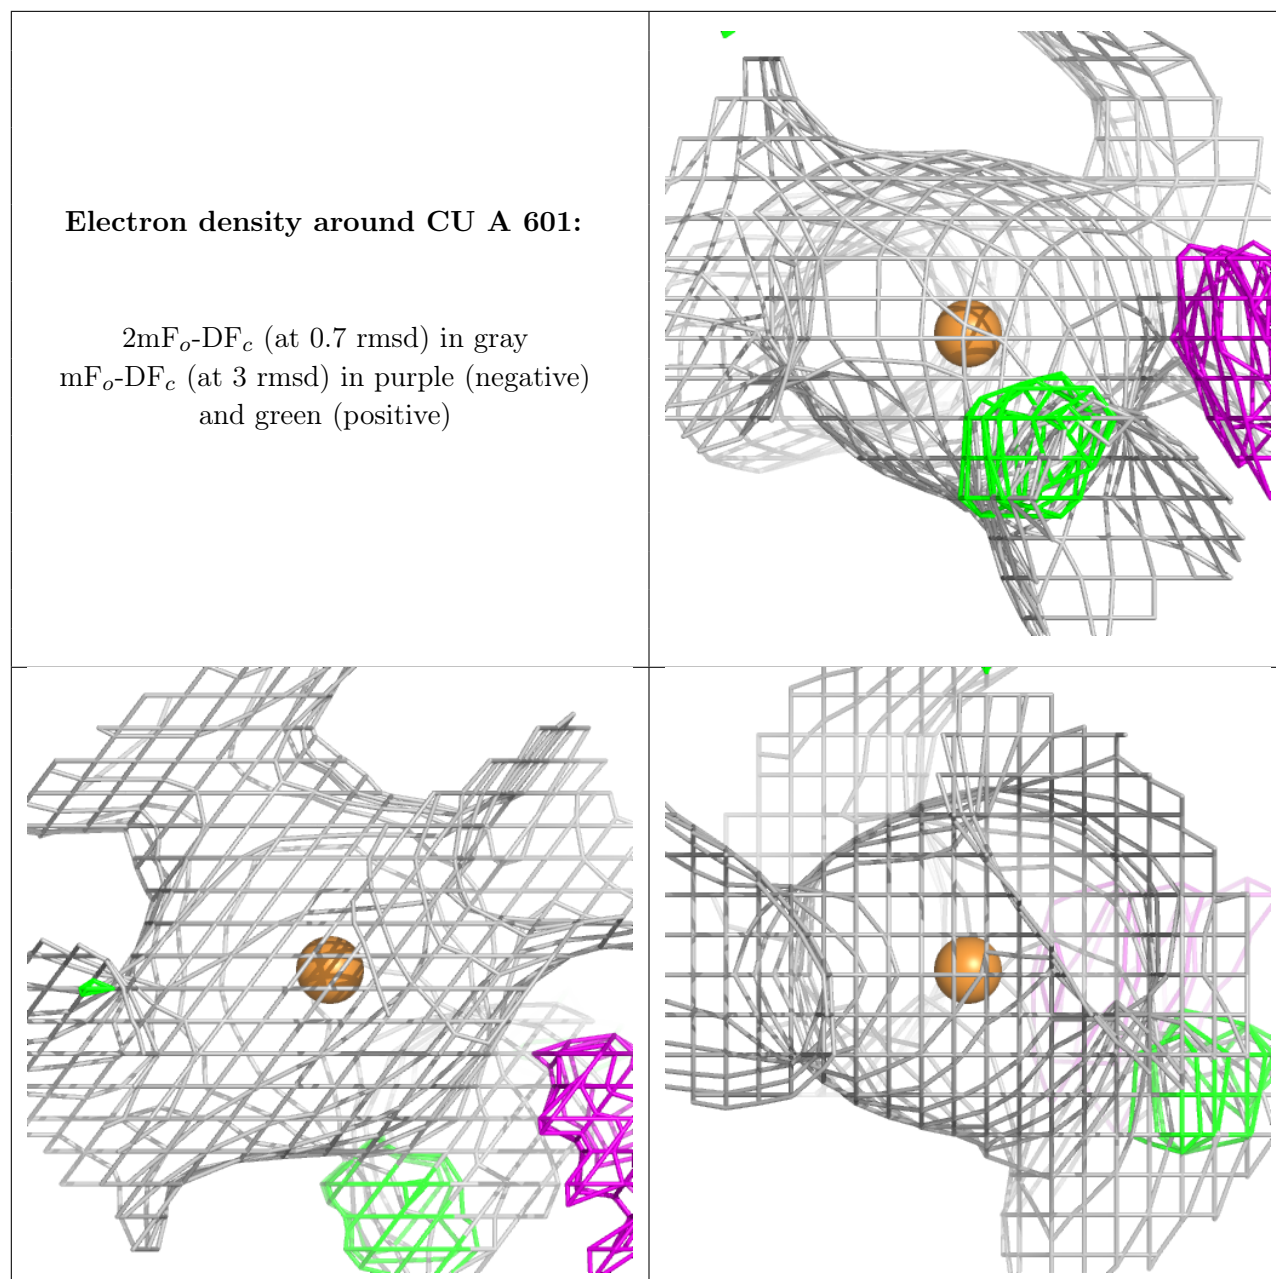 Electron density around CU A 601:
2mFo-DFc (at 0.7 rmsd) in gray
mFo-DFc (at 3 rmsd) in purple (negative)
and green (positive)